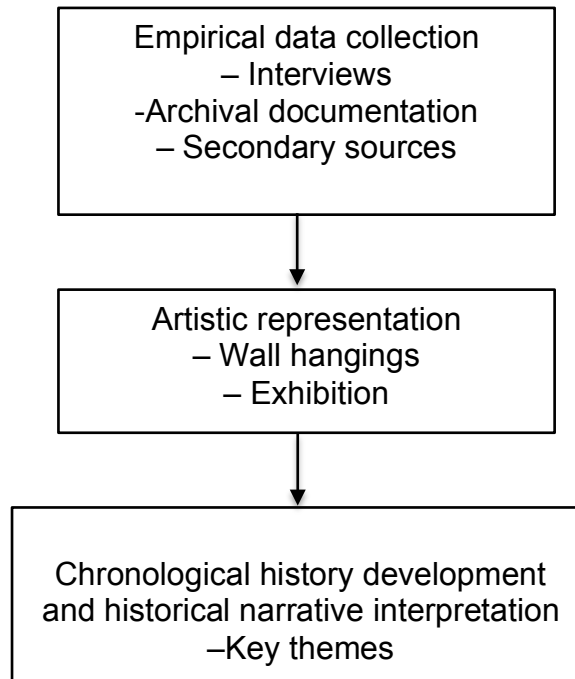 Empirical data collection
– Interviews
-Archival documentation
– Secondary sources
Artistic representation
– Wall hangings
– Exhibition
Chronological history development
and historical narrative interpretation
–Key themes